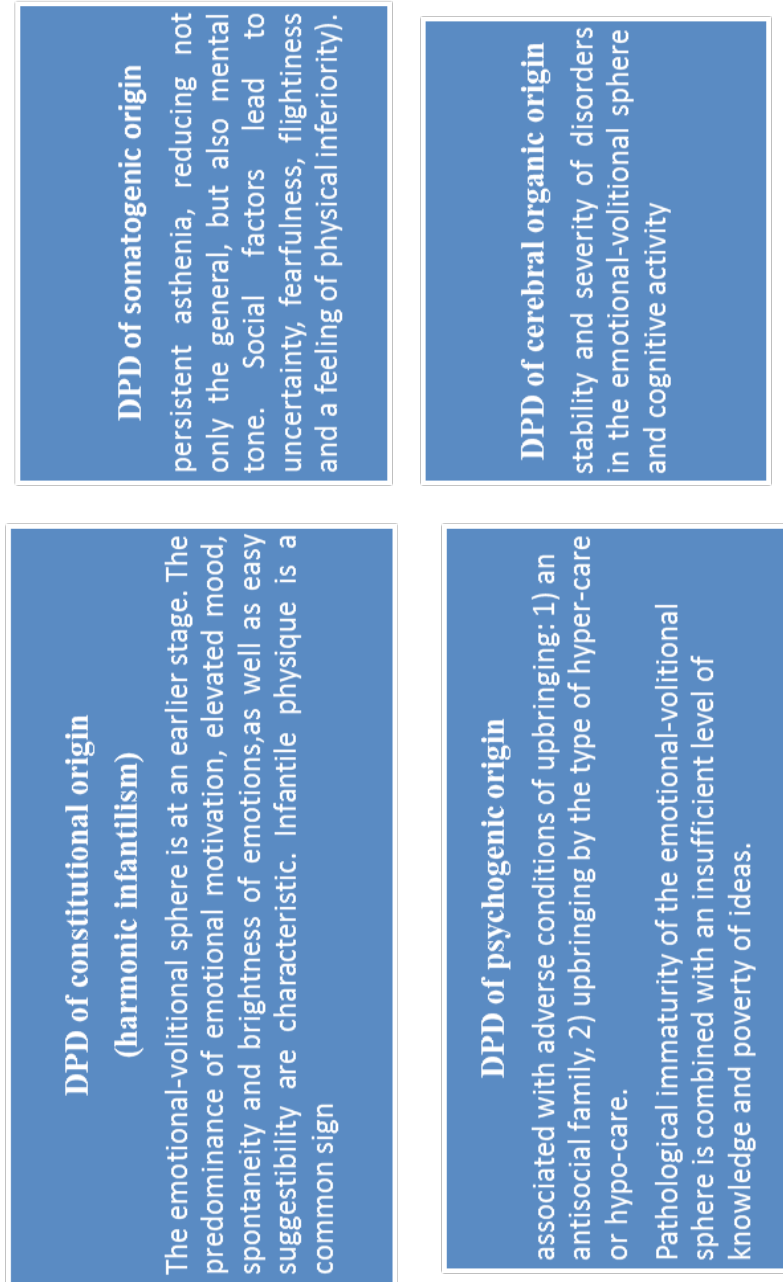 DPD of constitutional origin
(harmonic infantilism)
The emotional-volitional sphere is at an earlier stage. The
predominance of emotional motivation, elevated mood,
spontaneity and brightness of emotions,as well as easy
suggestibility are characteristic. Infantile physique is a
common sign
DPD of somatogenic origin
persistent asthenia, reducing not
only the general, but also mental
tone. Social factors lead to
uncertainty, fearfulness, flightiness
and a feeling of physical inferiority).
DPD of psychogenic origin
associated with adverse conditions of upbringing: 1) an
antisocial family, 2) upbringing by the type of hyper-care
or hypo-care.
Pathological immaturity of the emotional-volitional
sphere is combined with an insufficient level of
knowledge and poverty of ideas.
DPD of cerebral organic origin
stability and severity of disorders
in the emotional-volitional sphere
and cognitive activity